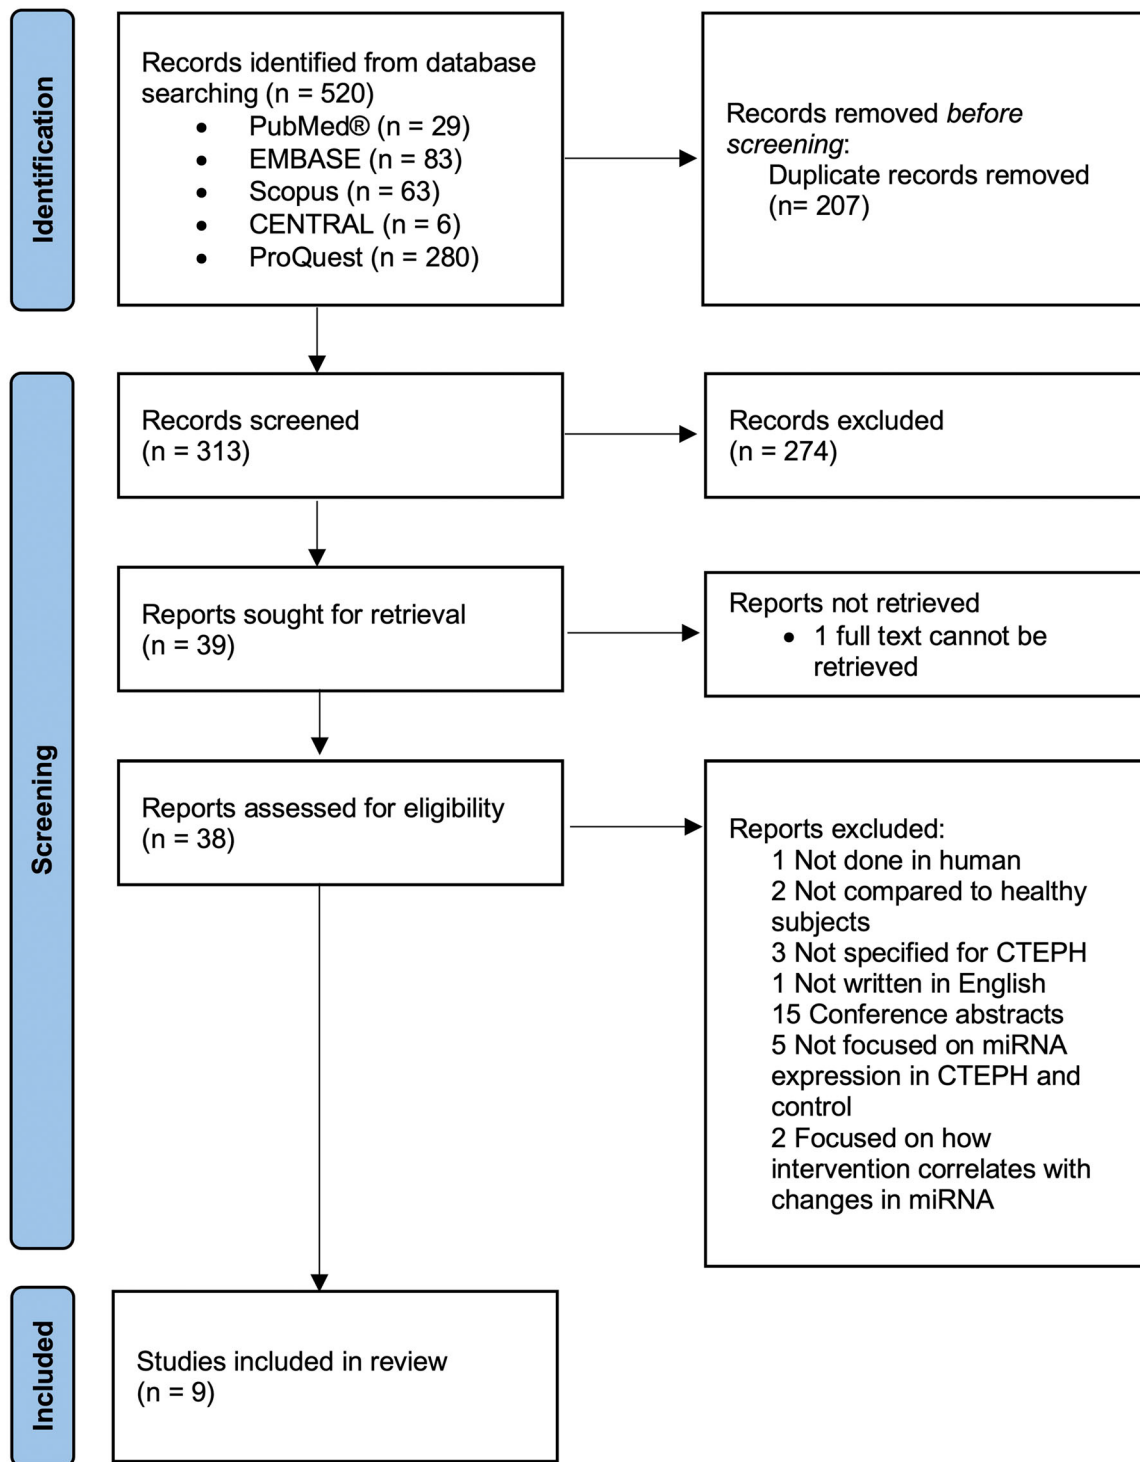 Identification
Records identified from database
searching (n = 520)
• PubMed® (n = 29)
• EMBASE (n = 83)
• Scopus (n = 63)
• CENTRAL (n = 6)
• ProQuest (n = 280)
Records removed before
screening:
Duplicate records removed
(n= 207)
Screening
Records screened
(n = 313)
Records excluded
(n = 274)
Reports sought for retrieval
(n = 39)
Reports not retrieved
• 1 full text cannot be
retrieved
Reports assessed for eligibility
(n = 38)
Reports excluded:
1 Not done in human
2 Not compared to healthy
subjects
3 Not specified for CTEPH
1 Not written in English
15 Conference abstracts
5 Not focused on miRNA
expression in CTEPH and
control
2 Focused on how
intervention correlates with
changes in miRNA
Included
Studies included in review
(n = 9)